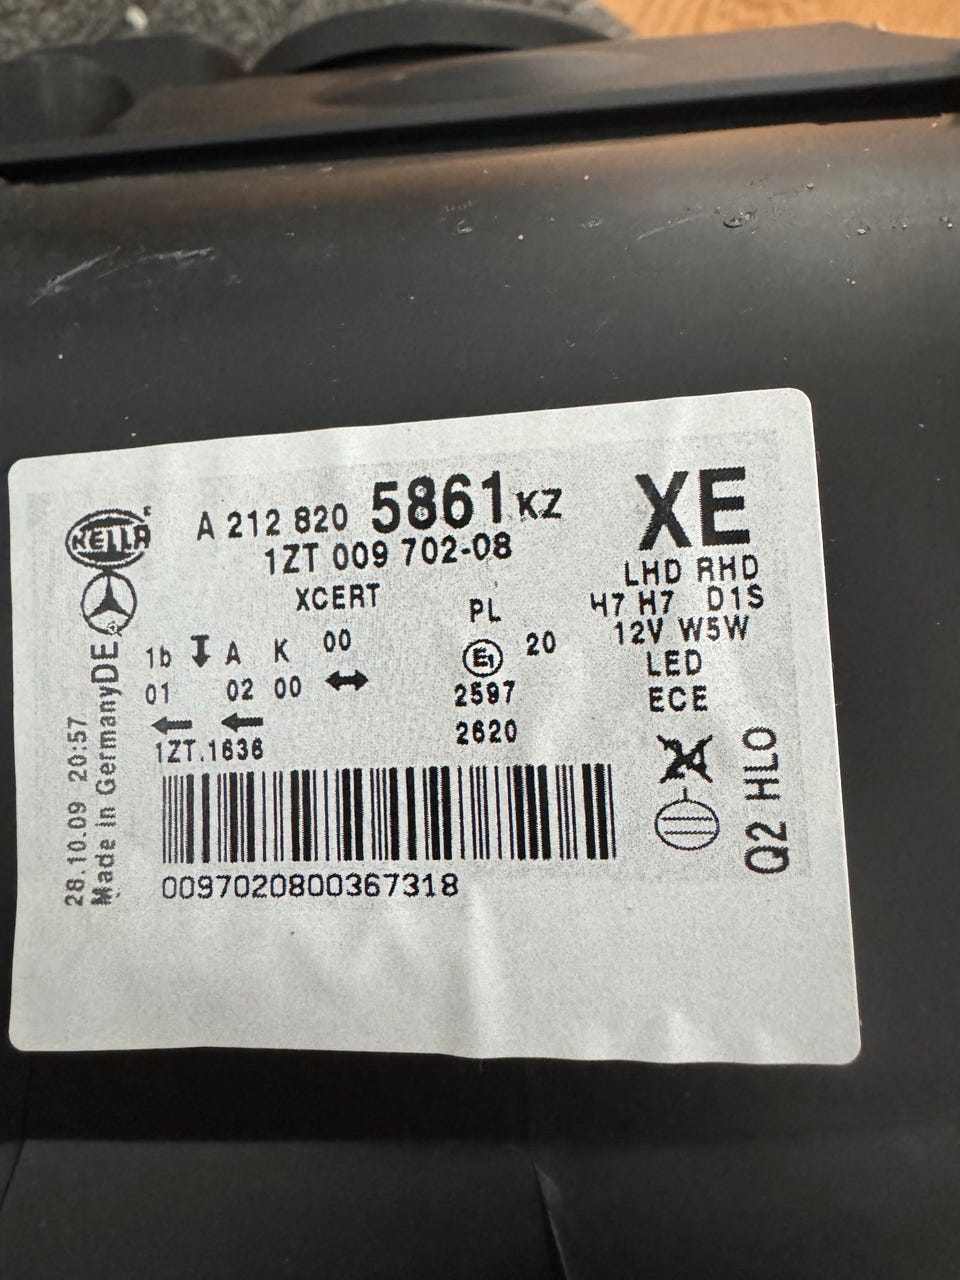 HELLA
A 212 820 5861 KZ
1ZT 009 702-08
XCERT
XE
LHD RHD
H7 H7 D1S
12V W5W
LED
ECE
PL
E1 20
2597
2620
1b A K 00
01 02 00
1ZT.1636
0097020800367318
28.10.09 20:57
Made in Germany DE
Q2 HLO